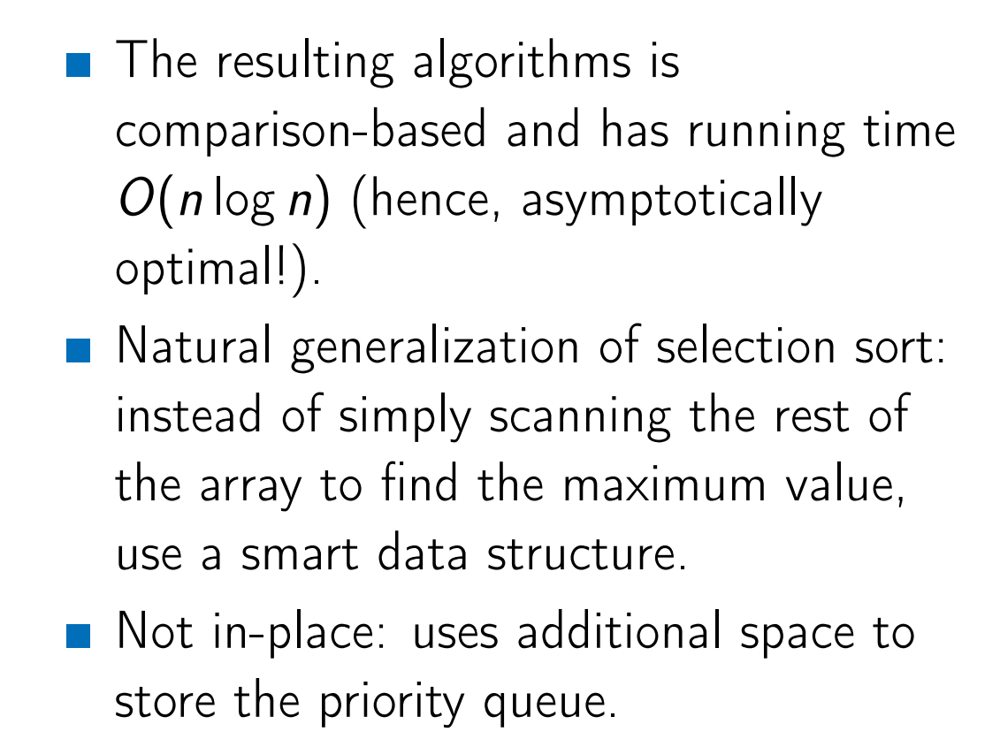 The resulting algorithms is
comparison-based and has running time
O(n log n) (hence, asymptotically
optimal!).
Natural generalization of selection sort:
instead of simply scanning the rest of
the array to find the maximum value,
use a smart data structure.
Not in-place: uses additional space to
store the priority queue.